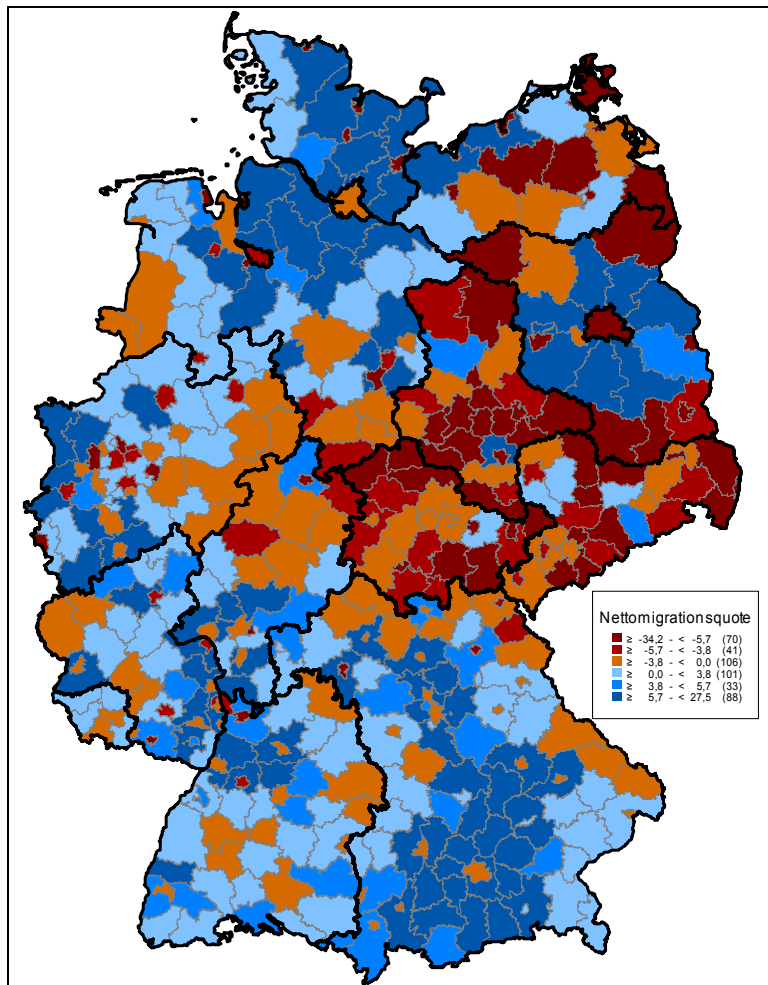 Nettomigrationsquote
≥ -34,2 - < -5,7 (70)
≥ -5,7 - < -3,8 (41)
≥ -3,8 - < 0,0 (106)
≥ 0,0 - < 3,8 (101)
≥ 3,8 - < 5,7 (33)
≥ 5,7 - < 27,5 (88)